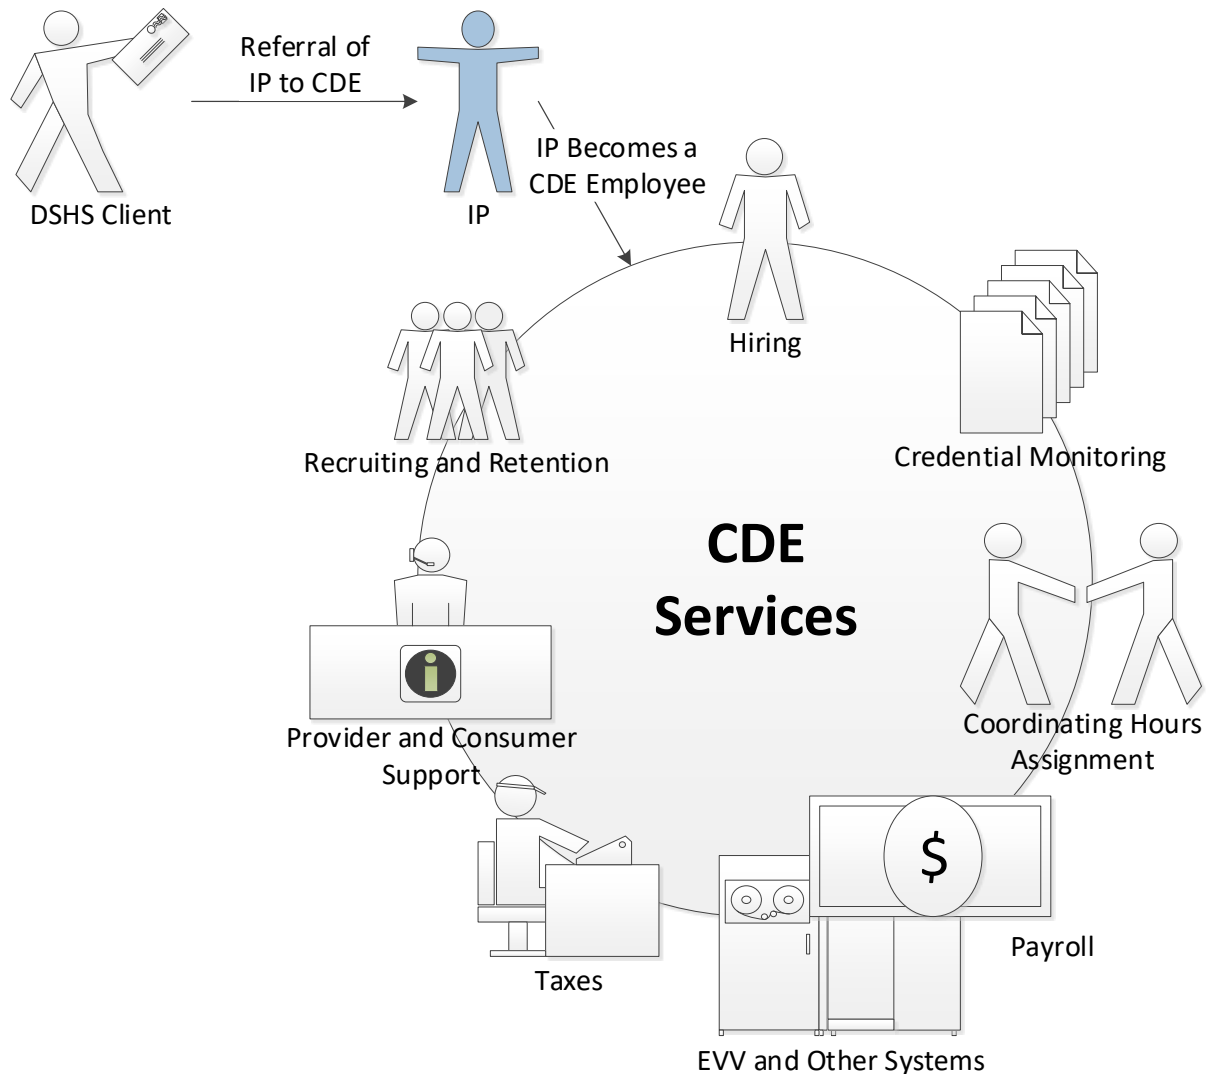 Referral of
IP to CDE
DSHS Client
IP
IP Becomes a
CDE Employee
Hiring
Recruiting and Retention
Credential Monitoring
CDE
Services
Provider and Consumer
Support
Coordinating Hours
Assignment
$
Payroll
Taxes
EVV and Other Systems